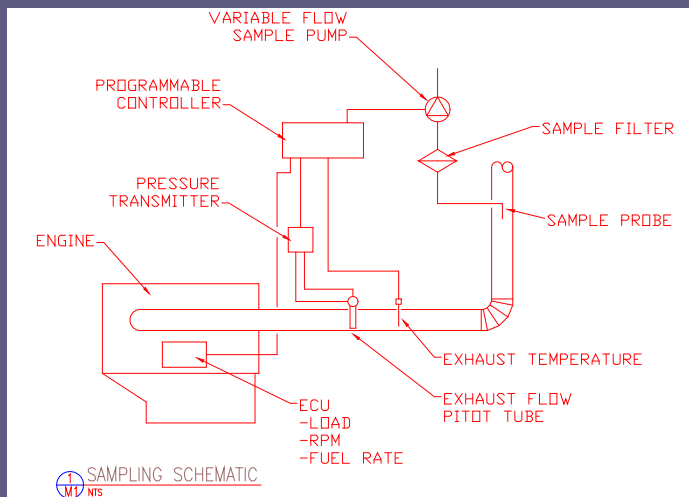 VARIABLE FLOW
SAMPLE PUMP
PROGRAMMABLE
CONTROLLER
SAMPLE FILTER
PRESSURE
TRANSMITTER
SAMPLE PROBE
ENGINE
EXHAUST TEMPERATURE
EXHAUST FLOW
PITOT TUBE
ECU
-LOAD
-RPM
-FUEL RATE
1
M1
SAMPLING SCHEMATIC
NTS